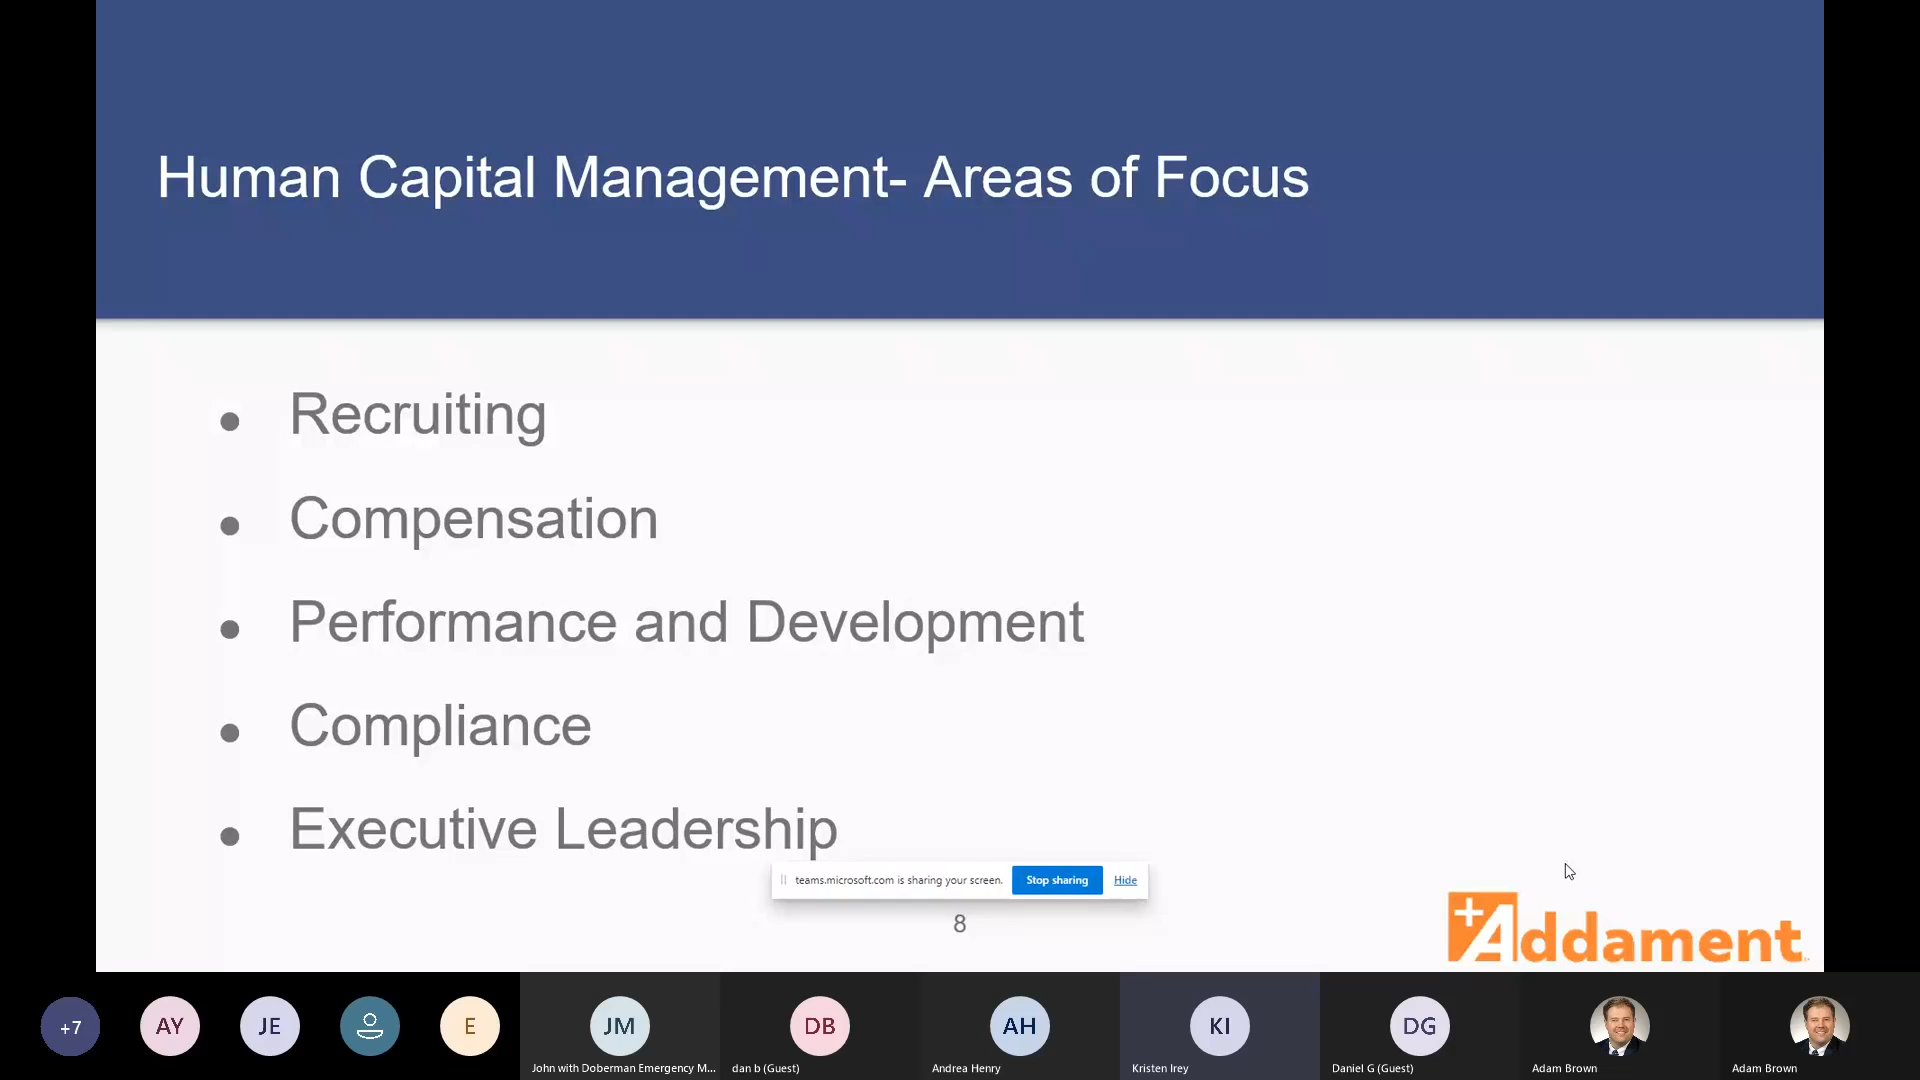 Human Capital Management- Areas of Focus
● Recruiting
● Compensation
● Performance and Development
● Compliance
● Executive Leadership
teams.microsoft.com is sharing your screen. Stop sharing Hide
8
+Addament
+7 AY JE E JM DB AH KI DG
John with Doberman Emergency M... dan b (Guest) Andrea Henry Kristen Irey Daniel G (Guest) Adam Brown Adam Brown